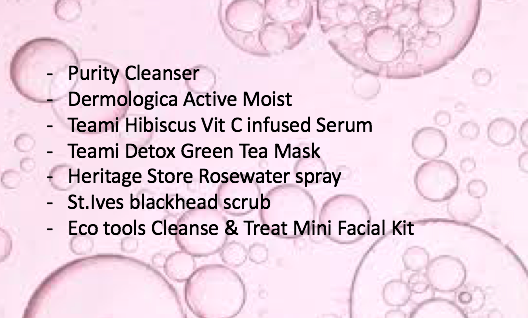 - Purity Cleanser
- Dermologica Active Moist
- Teami Hibiscus Vit C infused Serum
- Teami Detox Green Tea Mask
- Heritage Store Rosewater spray
- St.Ives blackhead scrub
- Eco tools Cleanse & Treat Mini Facial Kit